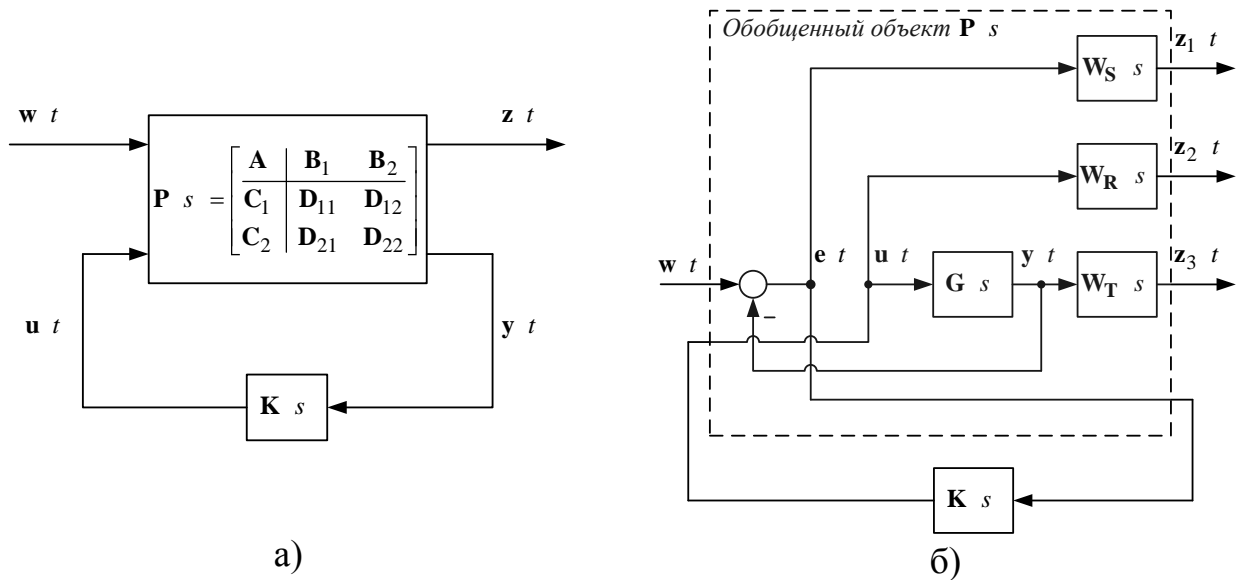 w t
z t
P s = [ A | B1 B2
C1 | D11 D12
C2 | D21 D22 ]
u t
y t
K s
а)
Обобщенный объект P s
W_S s
z1 t
W_R s
z2 t
w t
e t
u t
G s
y t
W_T s
z3 t
–
K s
б)